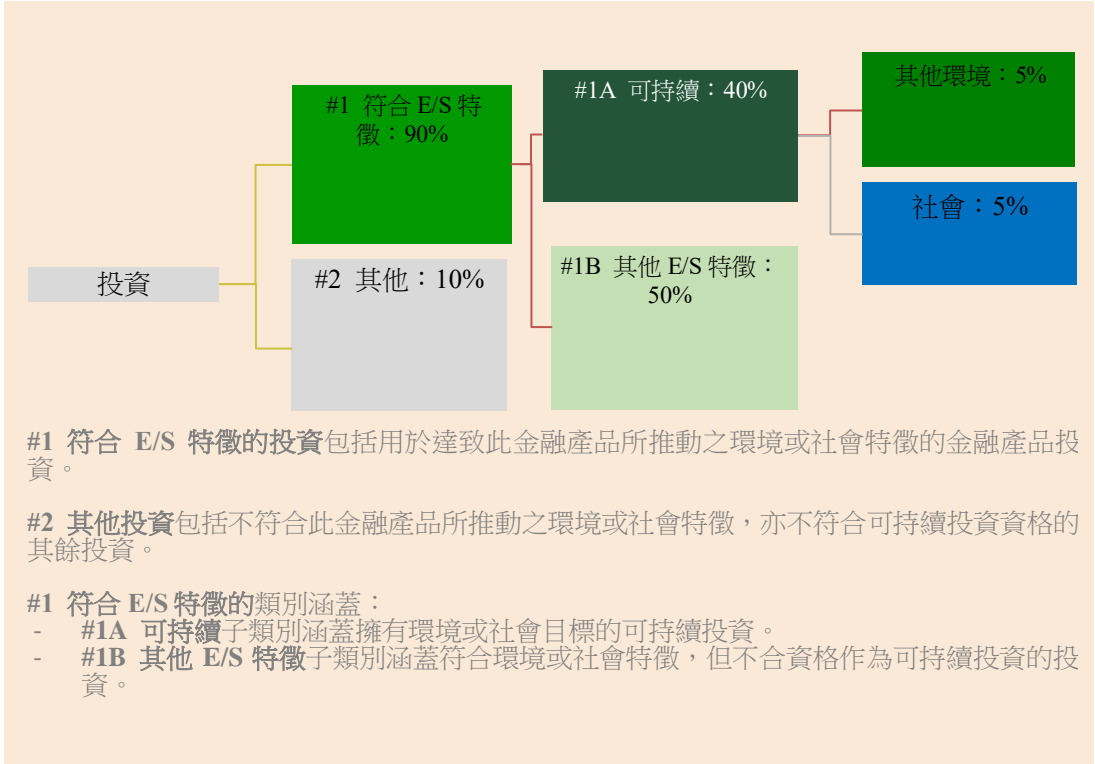 #1 符合 E/S 特
徵：90%
#1A 可持續：40%
其他環境：5%
社會：5%
投資
#2 其他：10%
#1B 其他 E/S 特徵：
50%
#1 符合 E/S 特徵的投資包括用於達致此金融產品所推動之環境或社會特徵的金融產品投
資。
#2 其他投資包括不符合此金融產品所推動之環境或社會特徵，亦不符合可持續投資資格的
其餘投資。
#1 符合 E/S 特徵的類別涵蓋：
- #1A 可持續子類別涵蓋擁有環境或社會目標的可持續投資。
- #1B 其他 E/S 特徵子類別涵蓋符合環境或社會特徵，但不合資格作為可持續投資的投
資。